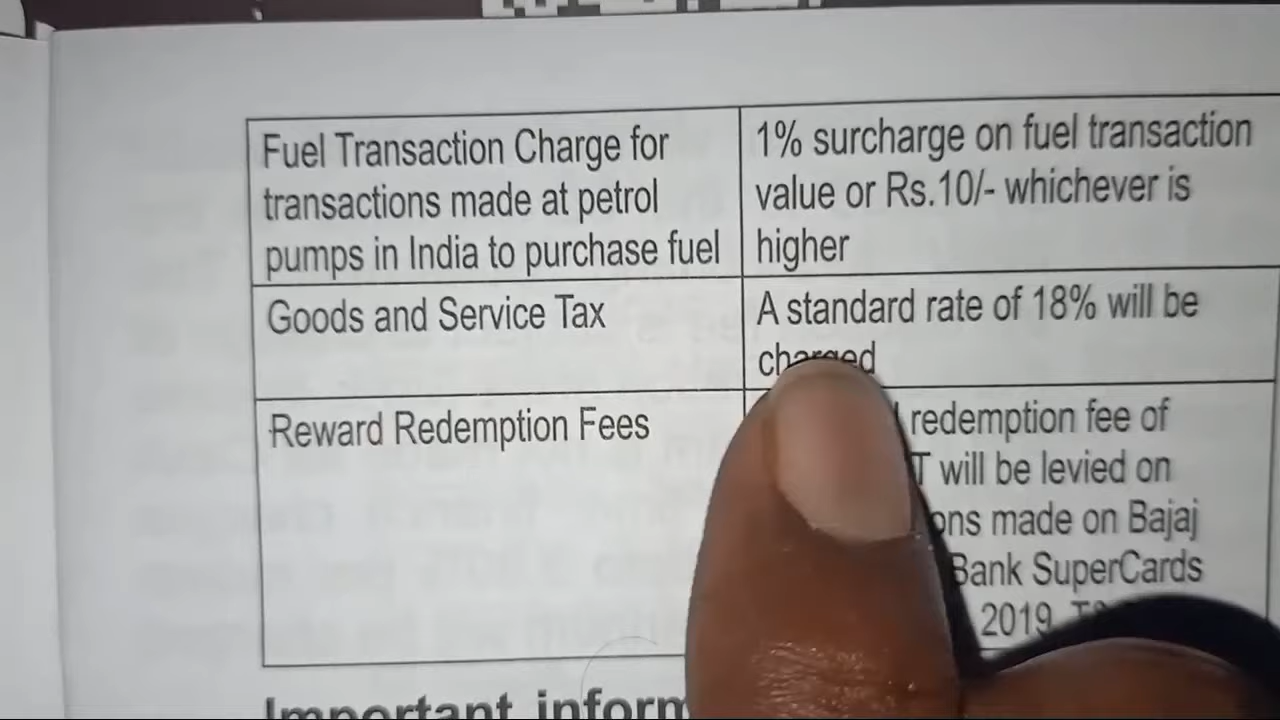 Fuel Transaction Charge for
transactions made at petrol
pumps in India to purchase fuel
1% surcharge on fuel transaction
value or Rs.10/- whichever is
higher
Goods and Service Tax
A standard rate of 18% will be
charged
Reward Redemption Fees
redemption fee of
will be levied on
made on Bajaj
Bank SuperCards
2019
Important